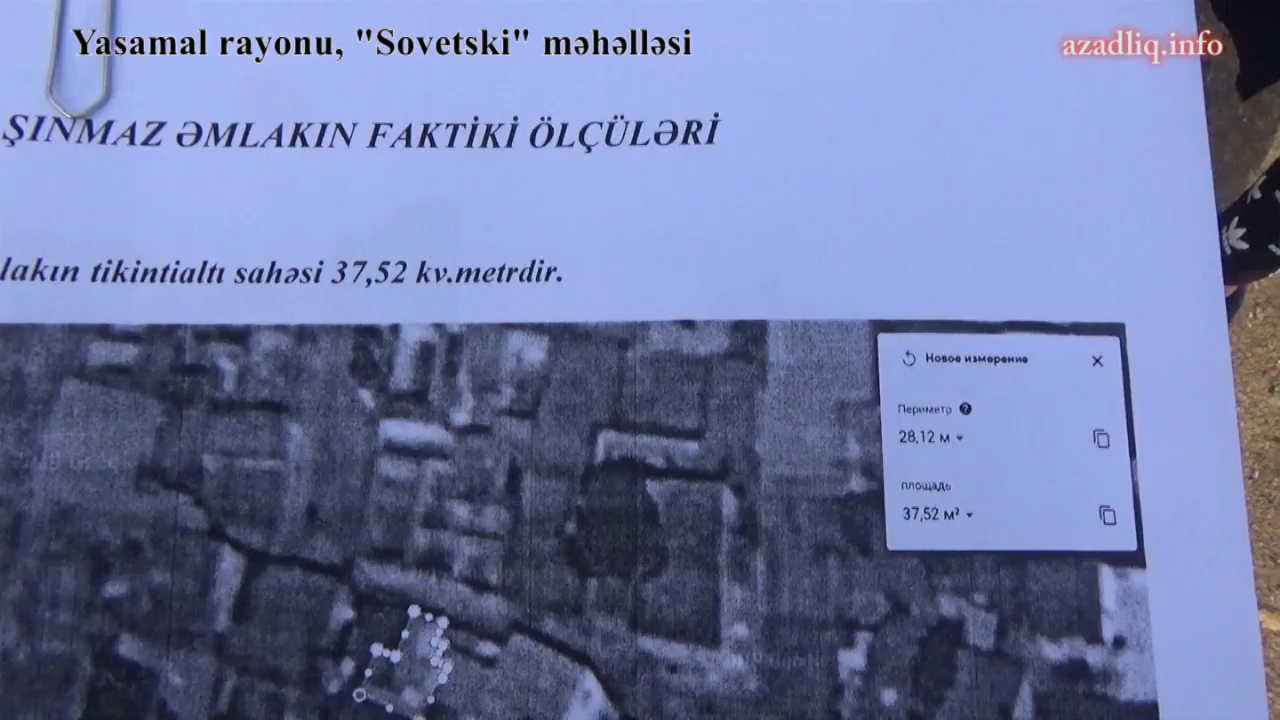 Yasamal rayonu, "Sovetski" məhəlləsi
azadliq.info
ŞINMAZ ƏMLAKIN FAKTİKİ ÖLÇÜLƏRİ
lakın tikintialtı sahəsi 37,52 kv.metrdir.
Новое измерение
Периметр
28,12 м
площадь
37,52 м²